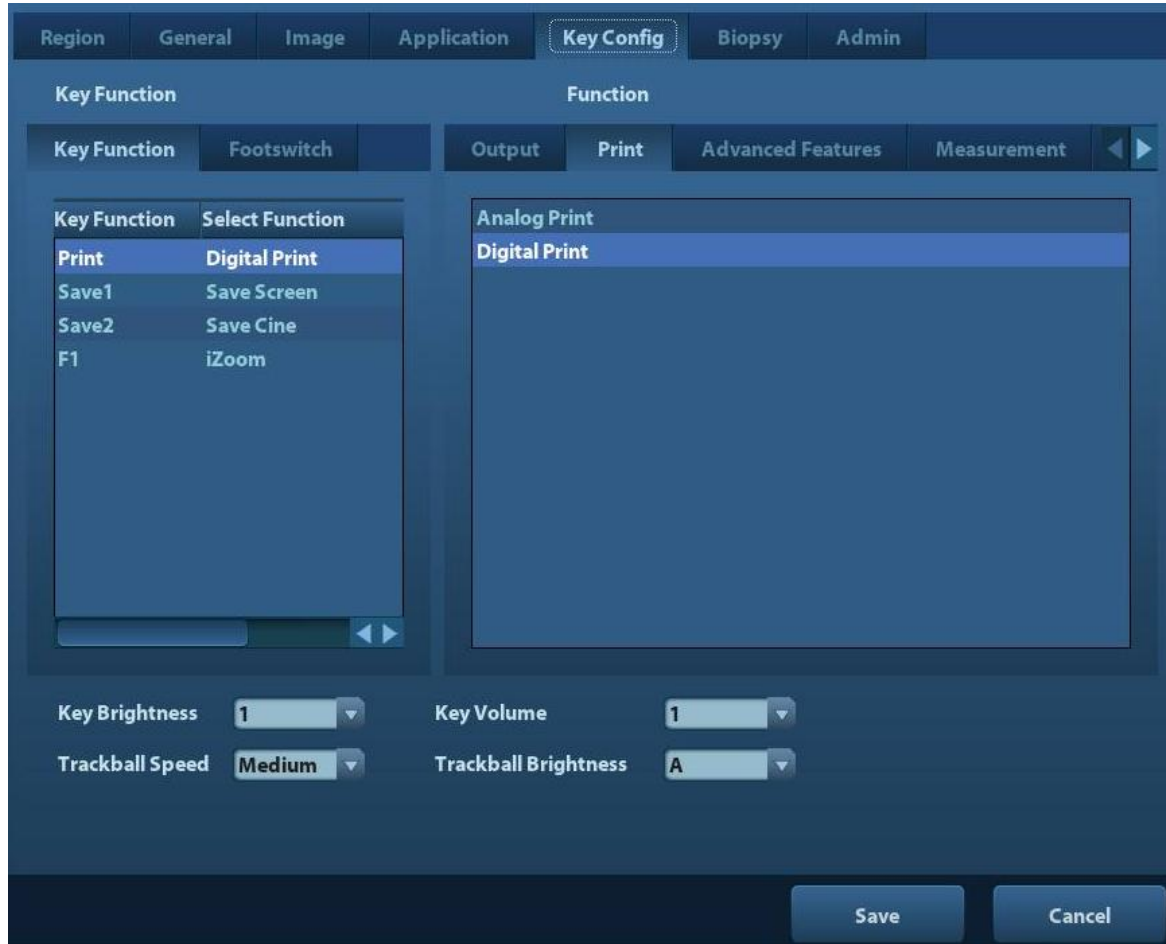 Region General Image Application Key Config Biopsy Admin
Key Function Function
Key Function Footswitch Output Print Advanced Features Measurement
Key Function Select Function
Print Digital Print
Save1 Save Screen
Save2 Save Cine
F1 iZoom
Analog Print
Digital Print
Key Brightness 1 Key Volume 1
Trackball Speed Medium Trackball Brightness A
Save Cancel